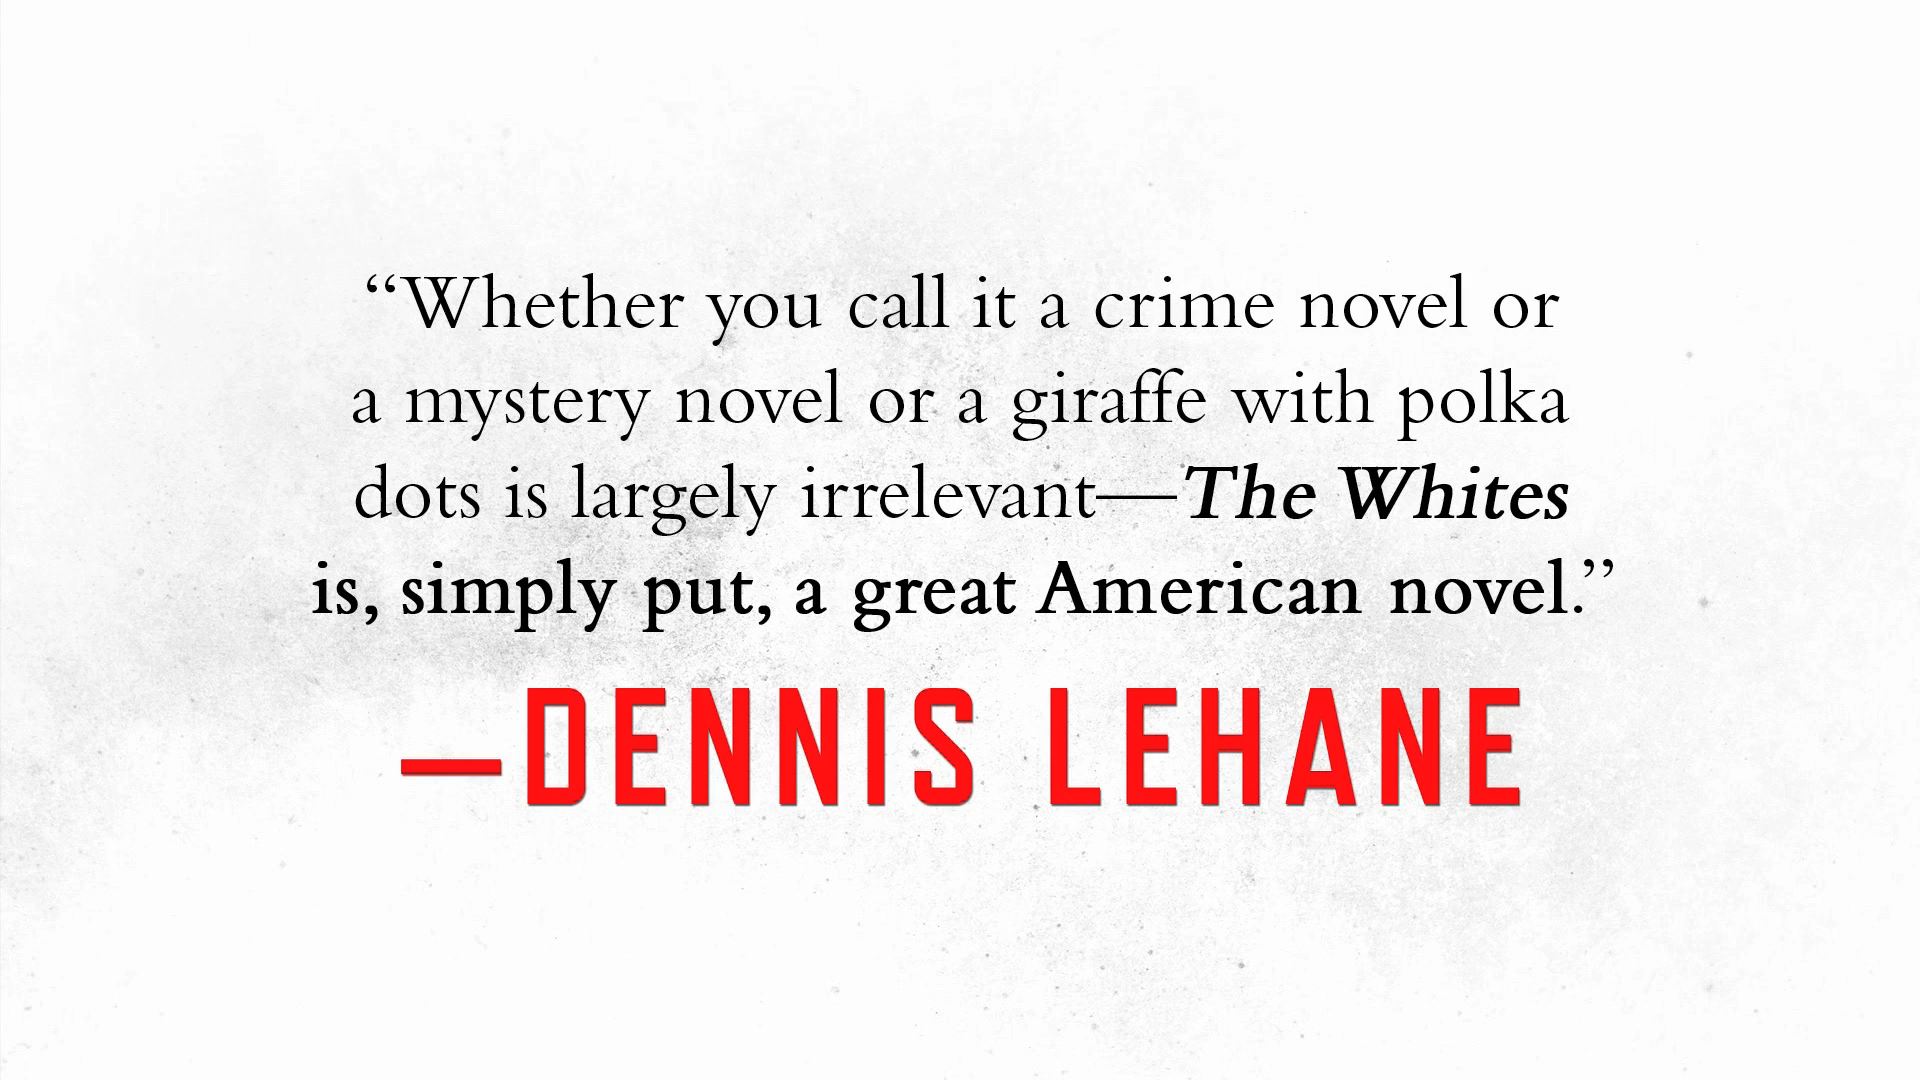 “Whether you call it a crime novel or
a mystery novel or a giraffe with polka
dots is largely irrelevant—The Whites
is, simply put, a great American novel.”
—DENNIS LEHANE